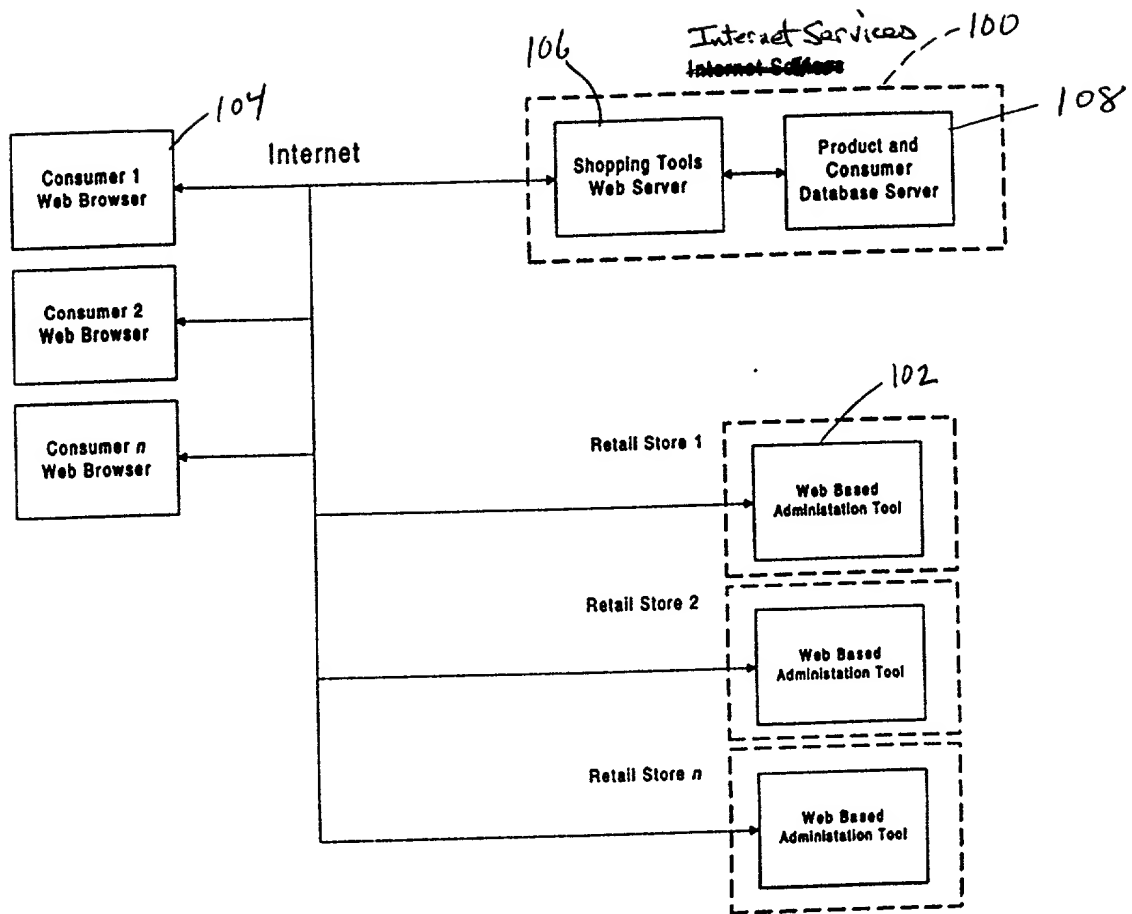 Internet Services
100
106
104
108
Internet
Consumer 1
Web Browser
Shopping Tools
Web Server
Product and
Consumer
Database Server
Consumer 2
Web Browser
Consumer n
Web Browser
102
Retail Store 1
Web Based
Administation Tool
Retail Store 2
Web Based
Administation Tool
Retail Store n
Web Based
Administation Tool